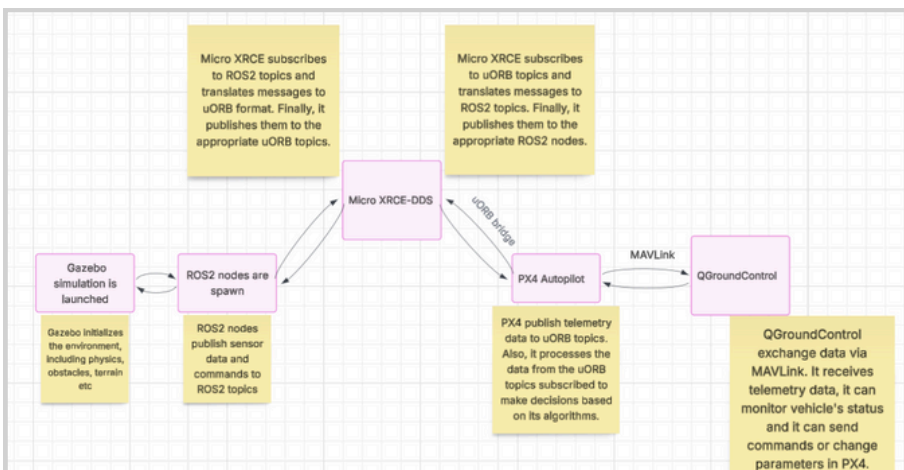 Micro XRCE subscribes
to ROS2 topics and
translates messages to
uORB format. Finally, it
publishes them to the
appropriate uORB topics.
Micro XRCE subscribes
to uORB topics and
translates messages to
ROS2 topics. Finally, it
publishes them to the
appropriate ROS2 nodes.
Micro XRCE-DDS
uORB bridge
Gazebo
simulation is
launched
ROS2 nodes are
spawn
PX4 Autopilot
MAVLink
QGroundControl
Gazebo initializes
the environment,
including physics,
obstacles, terrain
etc
ROS2 nodes
publish sensor
data and
commands to
ROS2 topics
PX4 publish telemetry
data to uORB topics.
Also, it processes the
data from the uORB
topics subscribed to
make decisions based
on its algorithms.
QGroundControl
exchange data via
MAVLink. It receives
telemetry data, it can
monitor vehicle's status
and it can send
commands or change
parameters in PX4.